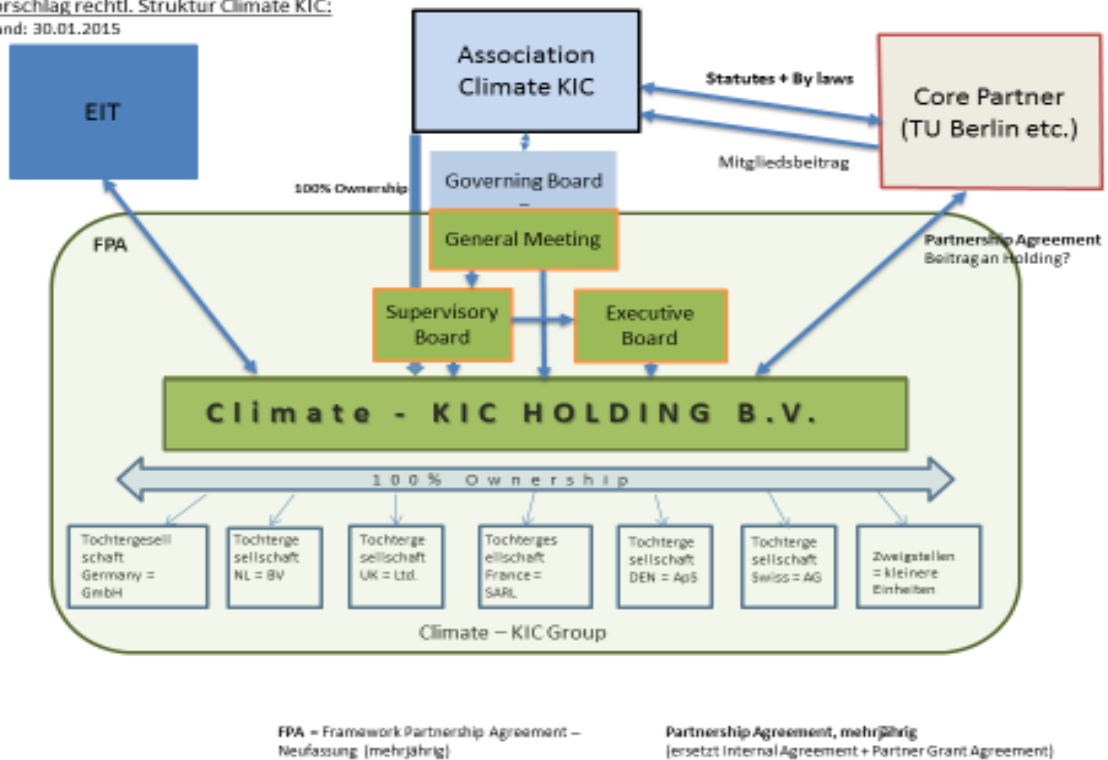 orschlag rechtl. Struktur Climate KIC:
and: 30.01.2015
EIT
Association
Climate KIC
Statutes + By laws
Core Partner
(TU Berlin etc.)
Mitgliedsbeitrag
100% Ownership
Governing Board
–
General Meeting
FPA
Partnership Agreement
Beitrag an Holding?
Supervisory
Board
Executive
Board
Climate - KIC HOLDING B.V.
100% Ownership
Tochtergesell
schaft
Germany =
GmbH
Tochterge
sellschaft
NL = BV
Tochterge
sellschaft
UK = Ltd.
Tochterges
ellschaft
France =
SARL
Tochterge
sellschaft
DEN = ApS
Tochterge
sellschaft
Swiss = AG
Zweigstellen
= kleinere
Einheiten
Climate – KIC Group
FPA = Framework Partnership Agreement –
Neufassung (mehrjährig)
Partnership Agreement, mehrjährig
(ersetzt Internal Agreement + Partner Grant Agreement)